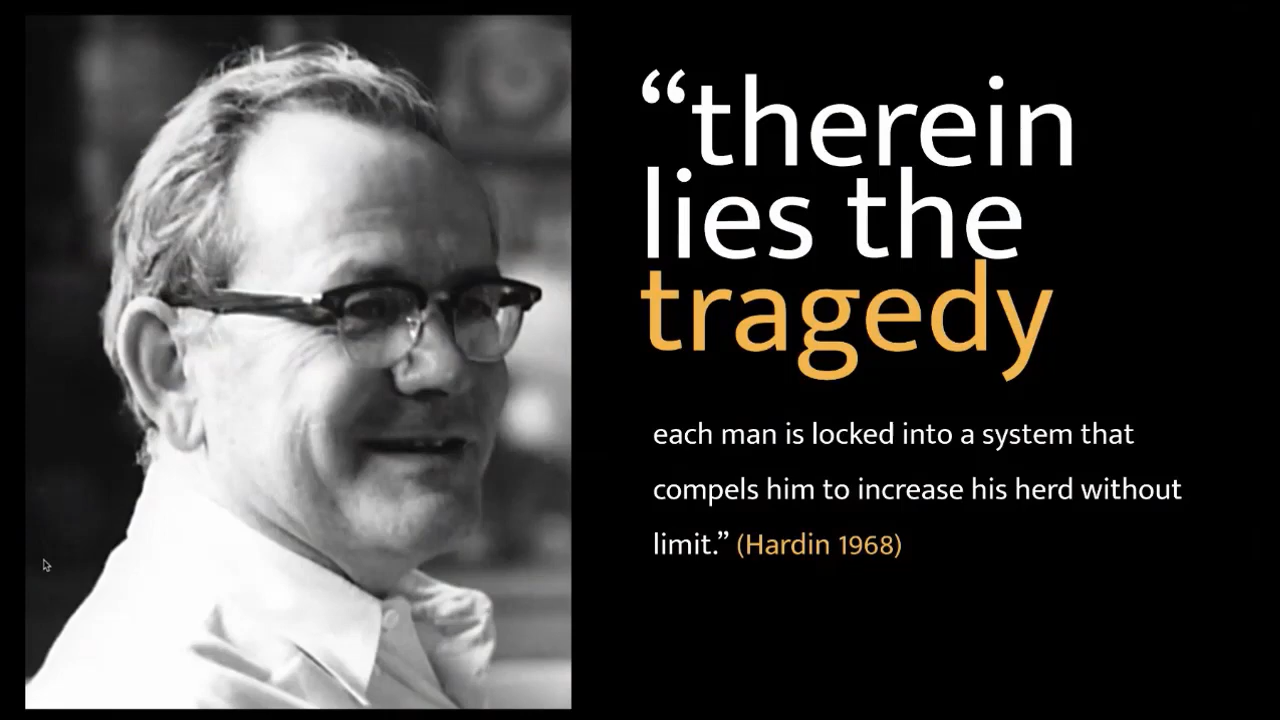 “therein
lies the
tragedy
each man is locked into a system that
compels him to increase his herd without
limit.” (Hardin 1968)